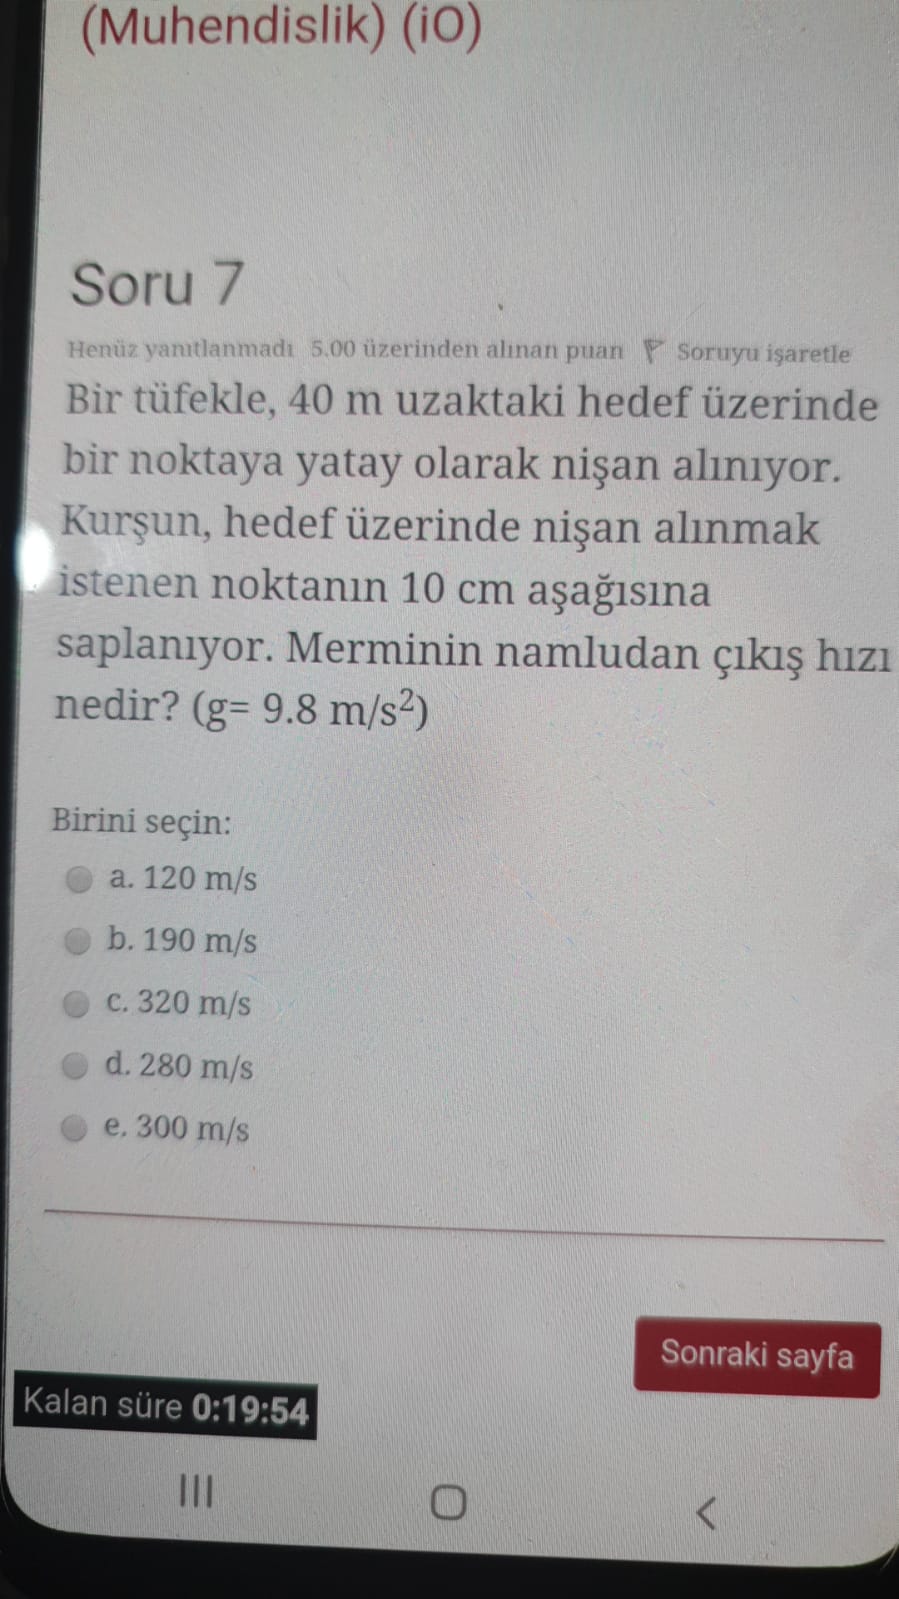 (Muhendislik) (iO)
Soru 7
Henüz yanıtlanmadı 5.00 üzerinden alınan puan Soruyu işaretle
Bir tüfekle, 40 m uzaktaki hedef üzerinde
bir noktaya yatay olarak nişan alınıyor.
Kurşun, hedef üzerinde nişan alınmak
istenen noktanın 10 cm aşağısına
saplanıyor. Merminin namludan çıkış hızı
nedir? (g= 9.8 m/s²)
Birini seçin:
a. 120 m/s
b. 190 m/s
c. 320 m/s
d. 280 m/s
e. 300 m/s
Sonraki sayfa
Kalan süre 0:19:54